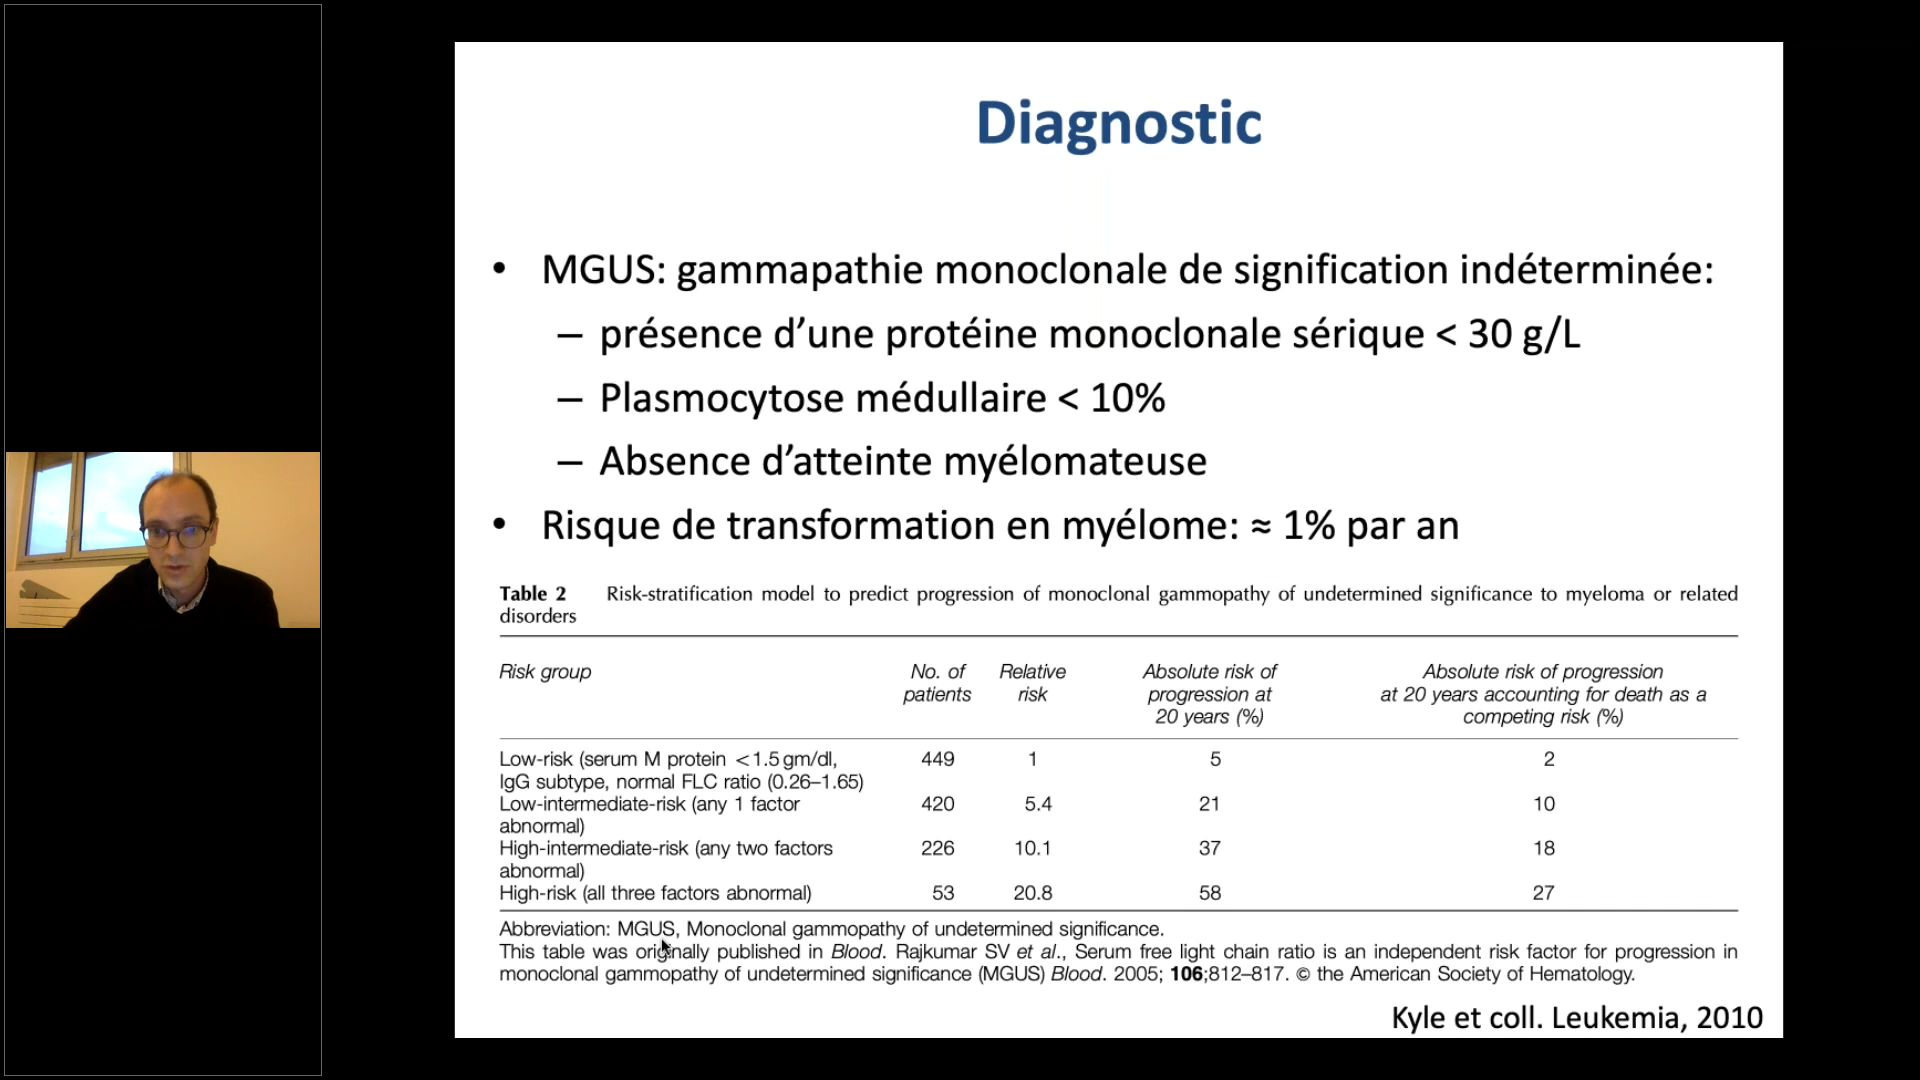 Diagnostic
• MGUS: gammapathie monoclonale de signification indéterminée:
– présence d’une protéine monoclonale sérique < 30 g/L
– Plasmocytose médullaire < 10%
– Absence d’atteinte myélomateuse
• Risque de transformation en myélome: ≈ 1% par an
Table 2 Risk-stratification model to predict progression of monoclonal gammopathy of undetermined significance to myeloma or related
disorders
Risk group No. of patients Relative risk Absolute risk of progression at 20 years (%) Absolute risk of progression at 20 years accounting for death as a competing risk (%)
Low-risk (serum M protein <1.5 gm/dl, 449 1 5 2
IgG subtype, normal FLC ratio (0.26–1.65)
Low-intermediate-risk (any 1 factor 420 5.4 21 10
abnormal)
High-intermediate-risk (any two factors 226 10.1 37 18
abnormal)
High-risk (all three factors abnormal) 53 20.8 58 27
Abbreviation: MGUS, Monoclonal gammopathy of undetermined significance.
This table was originally published in Blood. Rajkumar SV et al., Serum free light chain ratio is an independent risk factor for progression in
monoclonal gammopathy of undetermined significance (MGUS) Blood. 2005; 106;812–817. © the American Society of Hematology.
Kyle et coll. Leukemia, 2010